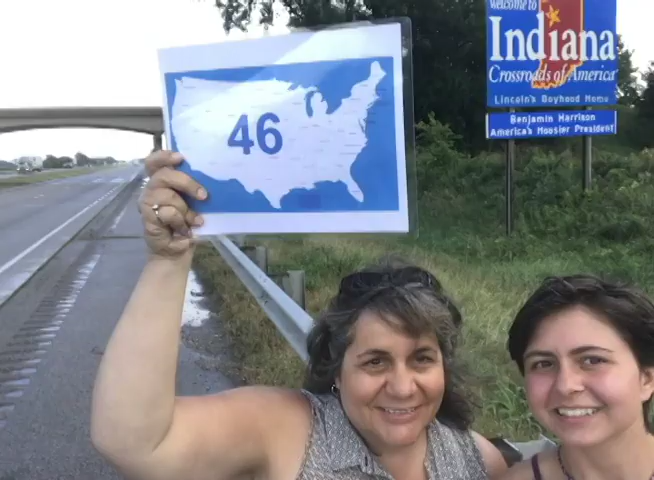 46
welcome to
Indiana
Crossroads of America
Lincoln's Boyhood Home
Benjamin Harrison
America's Hoosier President